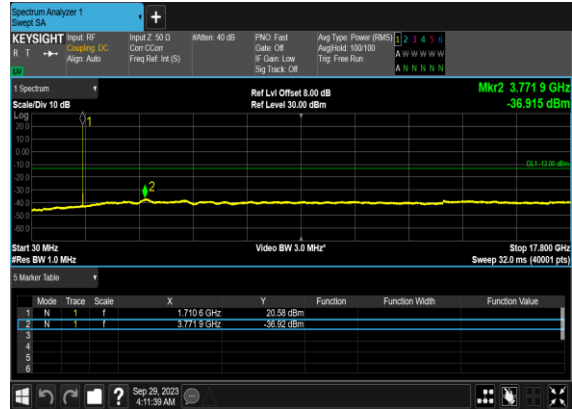 Spectrum Analyzer 1
Swept SA
+
KEYSIGHT Input: RF Input Z: 50 Ω #Atten: 40 dB PNO: Fast Avg Type: Power (RMS) 1 2 3 4 5 6
R T Coupling: DC Corr CCorr Gate: Off Avg|Hold: 100/100 A W W W W W
Align: Auto Freq Ref: Int (S) IF Gain: Low Trig: Free Run
Sig Track: Off A N N N N N
1 Spectrum Ref Lvl Offset 8.00 dB Mkr2 3.771 9 GHz
Scale/Div 10 dB Ref Level 30.00 dBm -36.915 dBm
Log
1
20.0
10.0
0.00
-10.0
DL1 -13.00 dBm
-20.0
2
-30.0
-40.0
-50.0
-60.0
Start 30 MHz Video BW 3.0 MHz* Stop 17.800 GHz
#Res BW 1.0 MHz Sweep 32.0 ms (40001 pts)
5 Marker Table
Mode Trace Scale X Y Function Function Width Function Value
1 N 1 f 1.710 6 GHz 20.58 dBm
2 N 1 f 3.771 9 GHz -36.92 dBm
3
4
5
6
? Sep 29, 2023
4:11:39 AM